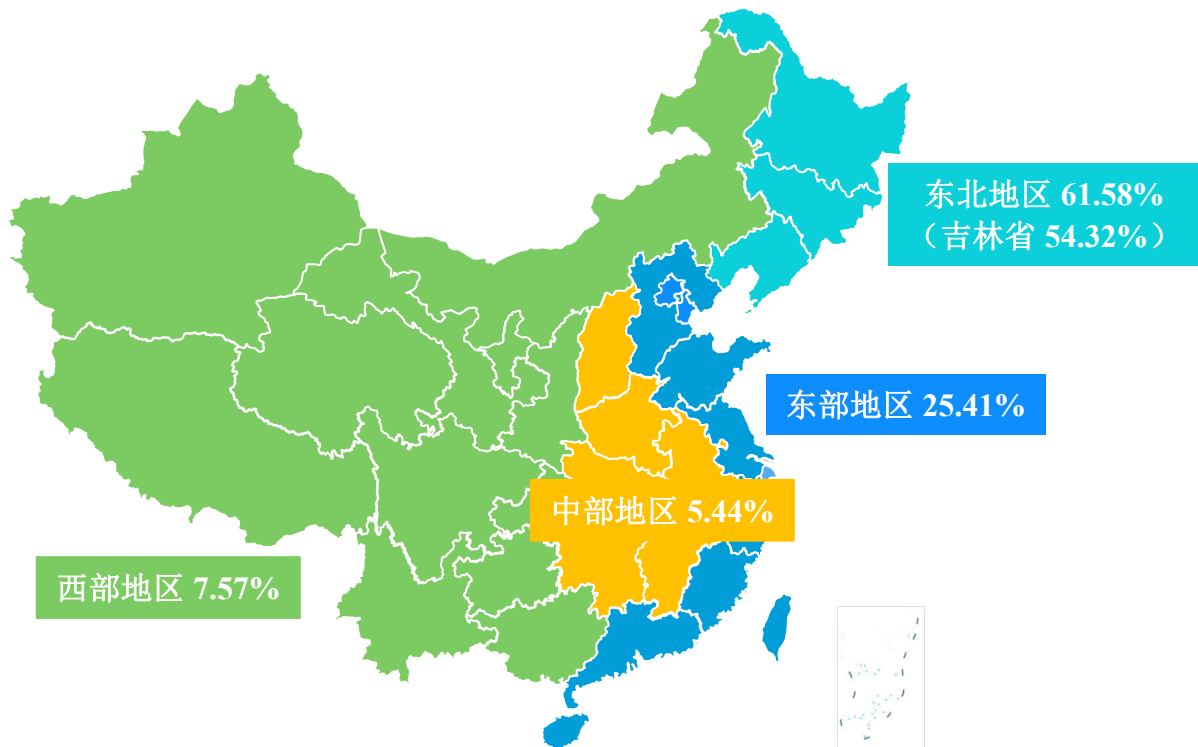 东北地区 61.58%
（吉林省 54.32%）
东部地区 25.41%
中部地区 5.44%
西部地区 7.57%